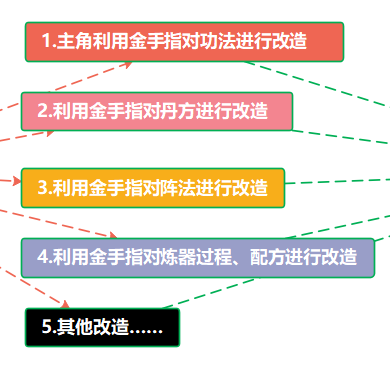 1.主角利用金手指对功法进行改造
2.利用金手指对丹方进行改造
3.利用金手指对阵法进行改造
4.利用金手指对炼器过程、配方进行改造
5.其他改造......